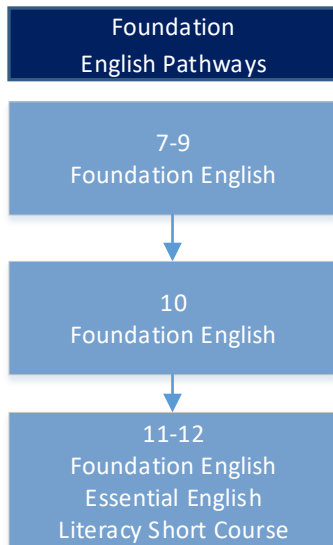 Foundation
English Pathways
7-9
Foundation English
10
Foundation English
11-12
Foundation English
Essential English
Literacy Short Course